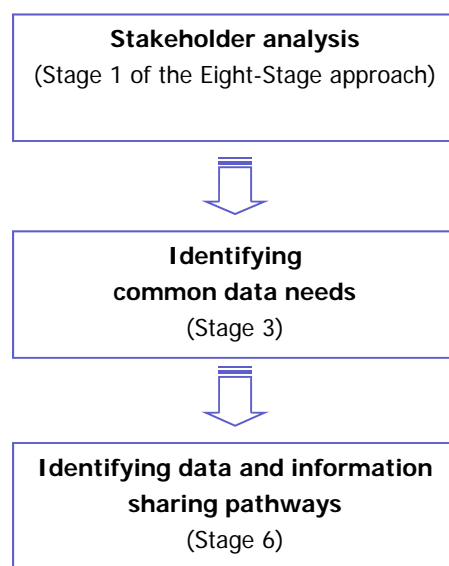 Stakeholder analysis
(Stage 1 of the Eight-Stage approach)
Identifying
common data needs
(Stage 3)
Identifying data and information
sharing pathways
(Stage 6)